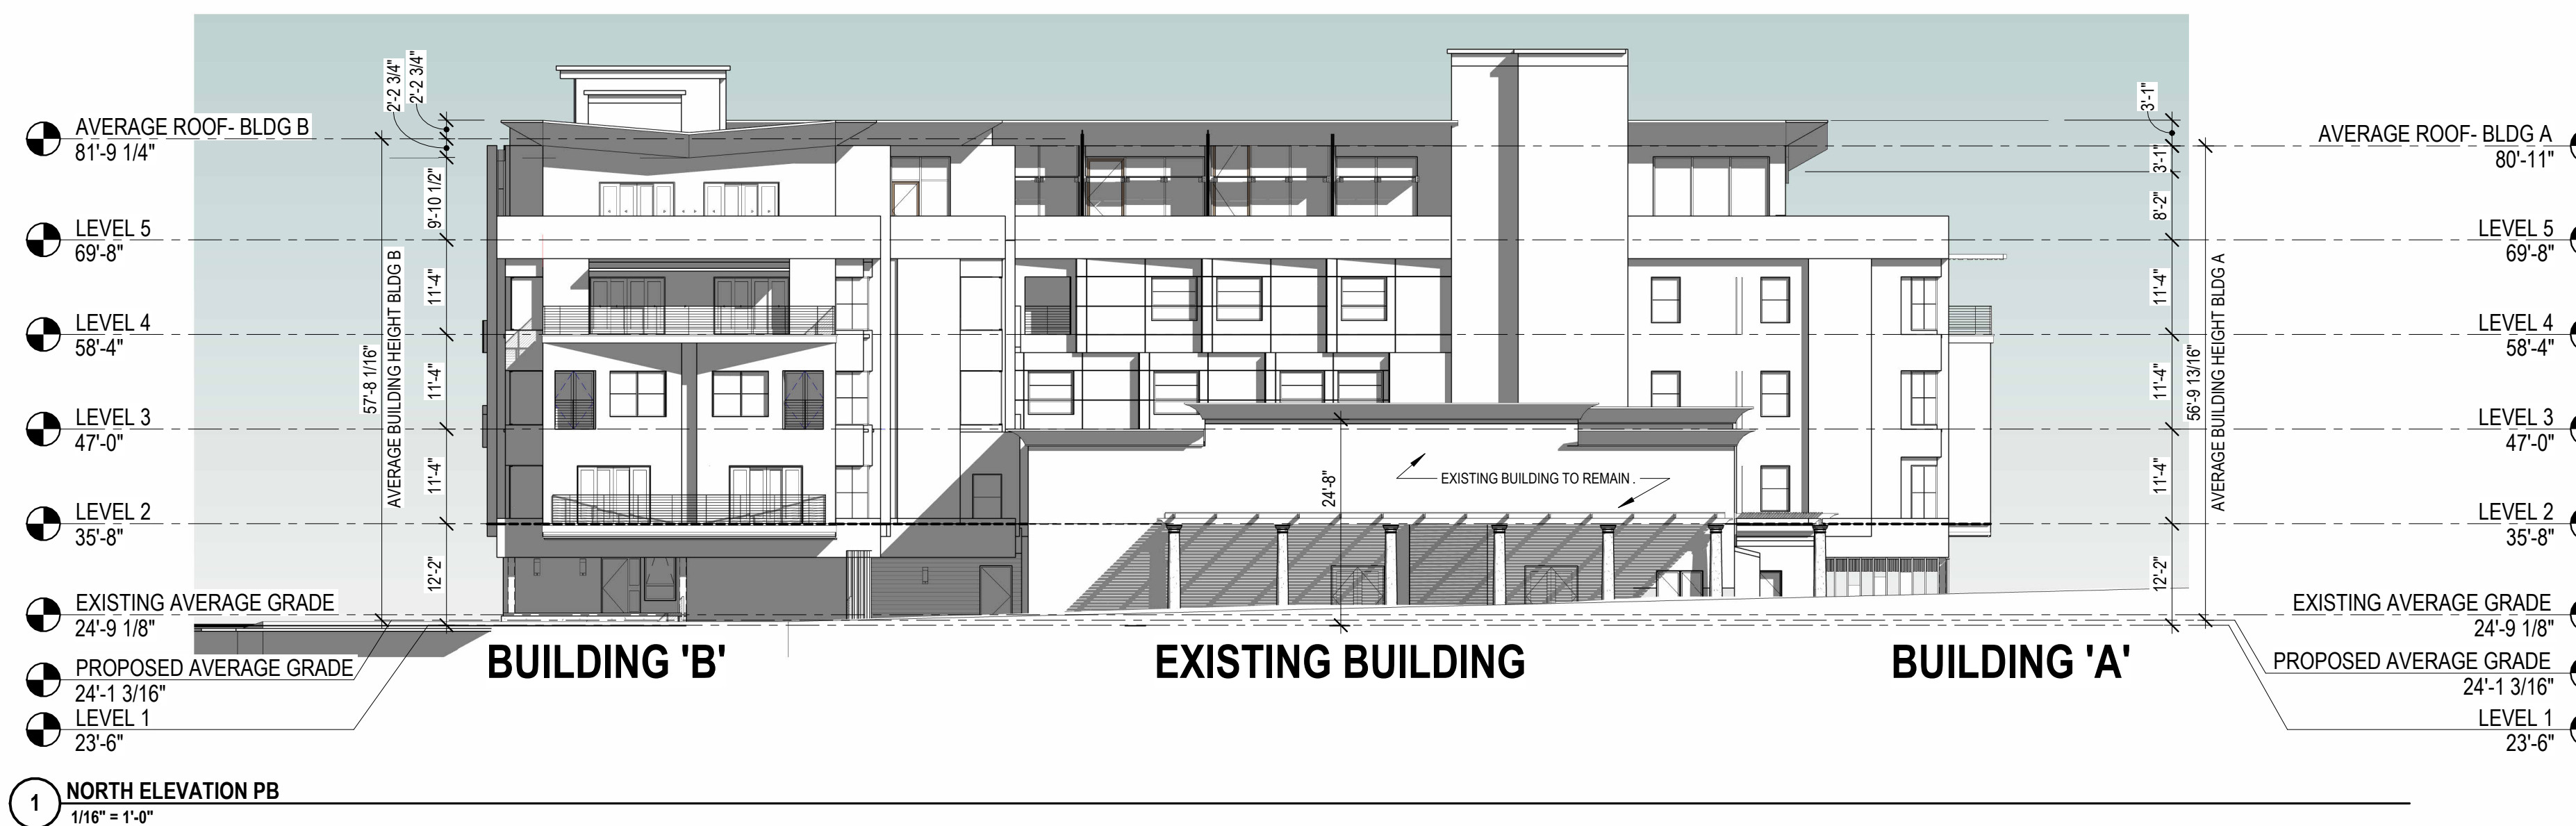 AVERAGE ROOF- BLDG B
81'-9 1/4"
LEVEL 5
69'-8"
LEVEL 4
58'-4"
LEVEL 3
47'-0"
LEVEL 2
35'-8"
EXISTING AVERAGE GRADE
24'-9 1/8"
PROPOSED AVERAGE GRADE
24'-1 3/16"
LEVEL 1
23'-6"
57'-8 1/16"
AVERAGE BUILDING HEIGHT BLDG B
2'-2 3/4"
2'-2 3/4"
9'-10 1/2"
11'-4"
11'-4"
11'-4"
12'-2"
24'-8"
EXISTING BUILDING TO REMAIN .
BUILDING 'B'
EXISTING BUILDING
BUILDING 'A'
3'-1"
3'-1"
8'-2"
11'-4"
11'-4"
11'-4"
12'-2"
56'-9 13/16"
AVERAGE BUILDING HEIGHT BLDG A
AVERAGE ROOF- BLDG A
80'-11"
LEVEL 5
69'-8"
LEVEL 4
58'-4"
LEVEL 3
47'-0"
LEVEL 2
35'-8"
EXISTING AVERAGE GRADE
24'-9 1/8"
PROPOSED AVERAGE GRADE
24'-1 3/16"
LEVEL 1
23'-6"
1
NORTH ELEVATION PB
1/16" = 1'-0"